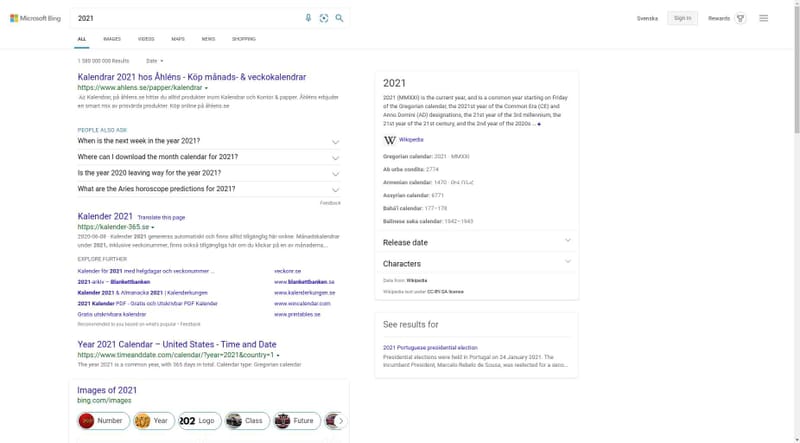 Microsoft Bing
2021
Svenska
Sign in
Rewards
ALL
IMAGES
VIDEOS
MAPS
NEWS
SHOPPING
1 580 000 000 Results
Date
Kalendrar 2021 hos Åhléns - Köp månads- & veckokalendrar
https://www.ahlens.se/papper/kalendrar
Kalendrar, på åhlens.se hittar du alltid produkter inom Kalendrar och Kontor & papper. Åhlens erbjuder
en smart mix av prisvärda produkter. Köp online på åhlens.se
PEOPLE ALSO ASK
When is the next week in the year 2021?
Where can I download the month calendar for 2021?
Is the year 2020 leaving way for the year 2021?
What are the Aries horoscope predictions for 2021?
Feedback
Kalender 2021
Translate this page
https://kalender-365.se
2020-06-08 · Kalender 2021 genereras automatiskt och finns alltid tillgänglig här online. Månadskalendrar
under 2021, inklusive veckonummer, finns också tillgängliga här om du klickar på en av månaderna,…
EXPLORE FURTHER
Kalender för 2021 med helgdagar och veckonummer ...
veckonr.se
2021-arkiv – Blankettbanken
www.blankettbanken.se
Kalender 2021 & Almanacka 2021 | Kalenderkungen
www.kalenderkungen.se
2021 Kalender PDF - Gratis och Utskrivbar PDF Kalender
www.wincalendar.com
Gratis utskrivbara kalendrar
www.printables.se
Recommended to you based on what's popular • Feedback
Year 2021 Calendar – United States - Time and Date
https://www.timeanddate.com/calendar/?year=2021&country=1
The year 2021 is a common year, with 365 days in total. Calendar type: Gregorian calendar
Images of 2021
bing.com/images
Number
Year
Logo
Class
Future
2021
2021 (MMXXI) is the current year, and is a common year starting on Friday
of the Gregorian calendar, the 2021st year of the Common Era (CE) and
Anno Domini (AD) designations, the 21st year of the 3rd millennium, the
21st year of the 21st century, and the 2nd year of the 2020s …
Wikipedia
Gregorian calendar: 2021 · MMXXI
Ab urbe condita: 2774
Armenian calendar: 1470 · ԹՎ ՌՆՀ
Assyrian calendar: 6771
Bahá'í calendar: 177–178
Balinese saka calendar: 1942–1943
Release date
Characters
Data from: Wikipedia
Wikipedia text under CC-BY-SA license
See results for
2021 Portuguese presidential election
Presidential elections were held in Portugal on 24 January 2021. The
incumbent President, Marcelo Rebelo de Sousa, was reelected for a seco...